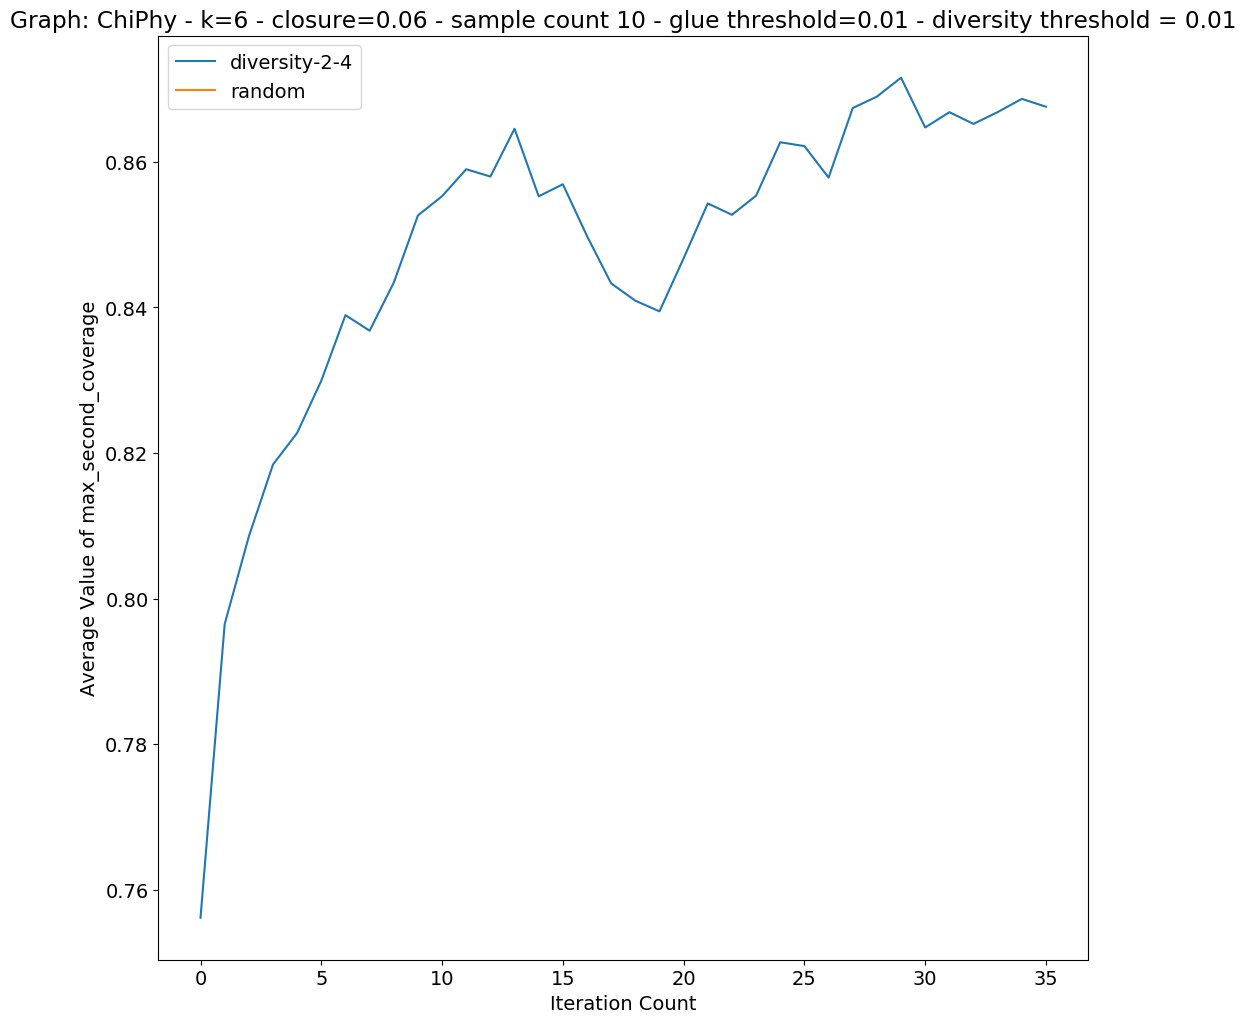 Graph: ChiPhy - k=6 - closure=0.06 - sample count 10 - glue threshold=0.01 - diversity threshold = 0.01
diversity-2-4
random
0.86
0.84
0.82
0.80
0.78
0.76
Average Value of max_second_coverage
0 5 10 15 20 25 30 35
Iteration Count